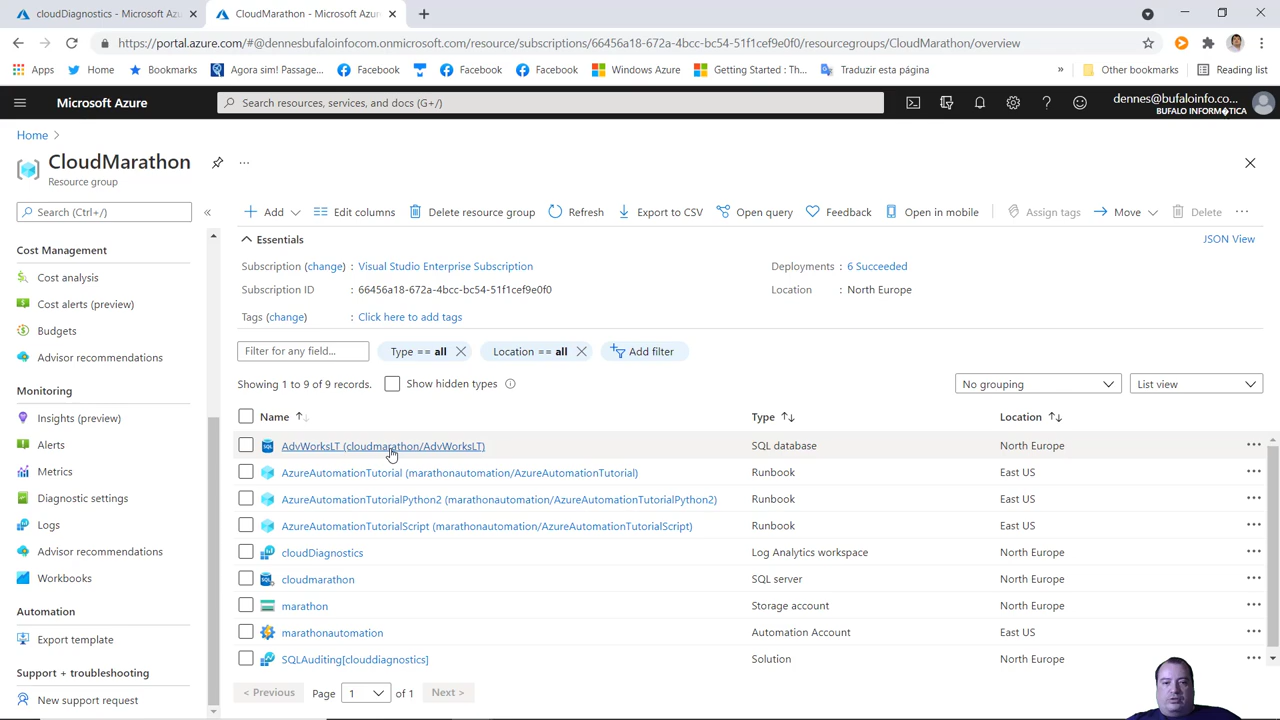 cloudDiagnostics - Microsoft Azu
CloudMarathon - Microsoft Azure
https://portal.azure.com/#@dennesbufaloinfocom.onmicrosoft.com/resource/subscriptions/66456a18-672a-4bcc-bc54-51f1cef9e0f0/resourcegroups/CloudMarathon/overview
Apps Home Bookmarks Agora sim! Passage... Facebook Facebook Facebook Windows Azure Getting Started : Th... Traduzir esta página » Other bookmarks Reading list
Microsoft Azure
Search resources, services, and docs (G+/)
dennes@bufaloinfo.co...
BUFALO INFORM�TICA
Home >
CloudMarathon ...
Resource group
Search (Ctrl+/) «
Cost Management
Cost analysis
Cost alerts (preview)
Budgets
Advisor recommendations
Monitoring
Insights (preview)
Alerts
Metrics
Diagnostic settings
Logs
Advisor recommendations
Workbooks
Automation
Export template
Support + troubleshooting
New support request
Add Edit columns Delete resource group Refresh Export to CSV Open query Feedback Open in mobile Assign tags Move Delete ...
Essentials
JSON View
Subscription (change) : Visual Studio Enterprise Subscription
Deployments : 6 Succeeded
Subscription ID : 66456a18-672a-4bcc-bc54-51f1cef9e0f0
Location : North Europe
Tags (change) : Click here to add tags
Filter for any field... Type == all Location == all Add filter
Showing 1 to 9 of 9 records. Show hidden types
No grouping List view
Name Type Location
AdvWorksLT (cloudmarathon/AdvWorksLT) SQL database North Europe ...
AzureAutomationTutorial (marathonautomation/AzureAutomationTutorial) Runbook East US ...
AzureAutomationTutorialPython2 (marathonautomation/AzureAutomationTutorialPython2) Runbook East US ...
AzureAutomationTutorialScript (marathonautomation/AzureAutomationTutorialScript) Runbook East US ...
cloudDiagnostics Log Analytics workspace North Europe ...
cloudmarathon SQL server North Europe ...
marathon Storage account North Europe ...
marathonautomation Automation Account East US ...
SQLAuditing[clouddiagnostics] Solution North Europe ...
< Previous Page 1 of 1 Next >